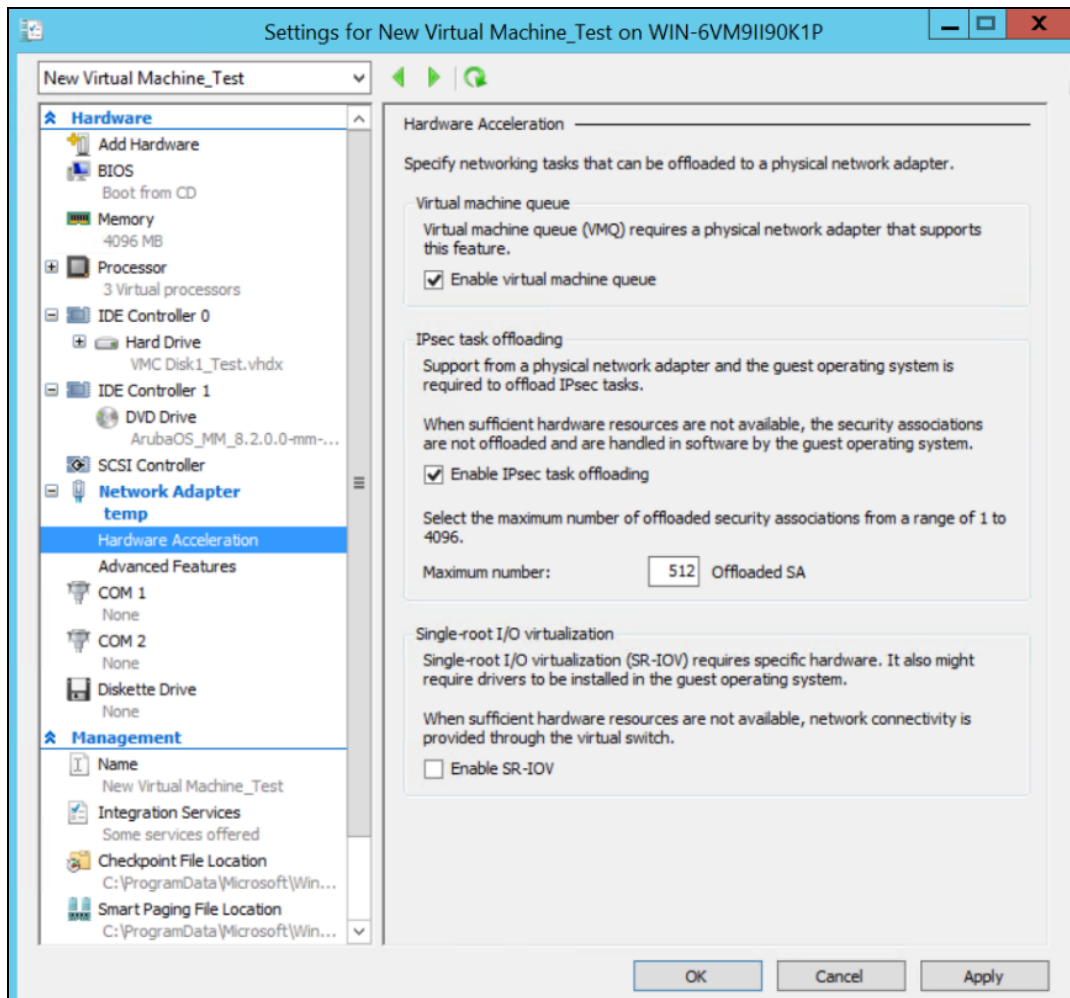 Settings for New Virtual Machine_Test on WIN-6VM9II90K1P
New Virtual Machine_Test
Hardware
Add Hardware
BIOS
Boot from CD
Memory
4096 MB
Processor
3 Virtual processors
IDE Controller 0
Hard Drive
VMC Disk1_Test.vhdx
IDE Controller 1
DVD Drive
ArubaOS_MM_8.2.0.0-mm-...
SCSI Controller
Network Adapter
temp
Hardware Acceleration
Advanced Features
COM 1
None
COM 2
None
Diskette Drive
None
Management
Name
New Virtual Machine_Test
Integration Services
Some services offered
Checkpoint File Location
C:\ProgramData\Microsoft\Win...
Smart Paging File Location
C:\ProgramData\Microsoft\Win...
Hardware Acceleration
Specify networking tasks that can be offloaded to a physical network adapter.
Virtual machine queue
Virtual machine queue (VMQ) requires a physical network adapter that supports
this feature.
Enable virtual machine queue
IPsec task offloading
Support from a physical network adapter and the guest operating system is
required to offload IPsec tasks.
When sufficient hardware resources are not available, the security associations
are not offloaded and are handled in software by the guest operating system.
Enable IPsec task offloading
Select the maximum number of offloaded security associations from a range of 1 to
4096.
Maximum number: 512 Offloaded SA
Single-root I/O virtualization
Single-root I/O virtualization (SR-IOV) requires specific hardware. It also might
require drivers to be installed in the guest operating system.
When sufficient hardware resources are not available, network connectivity is
provided through the virtual switch.
Enable SR-IOV
OK Cancel Apply